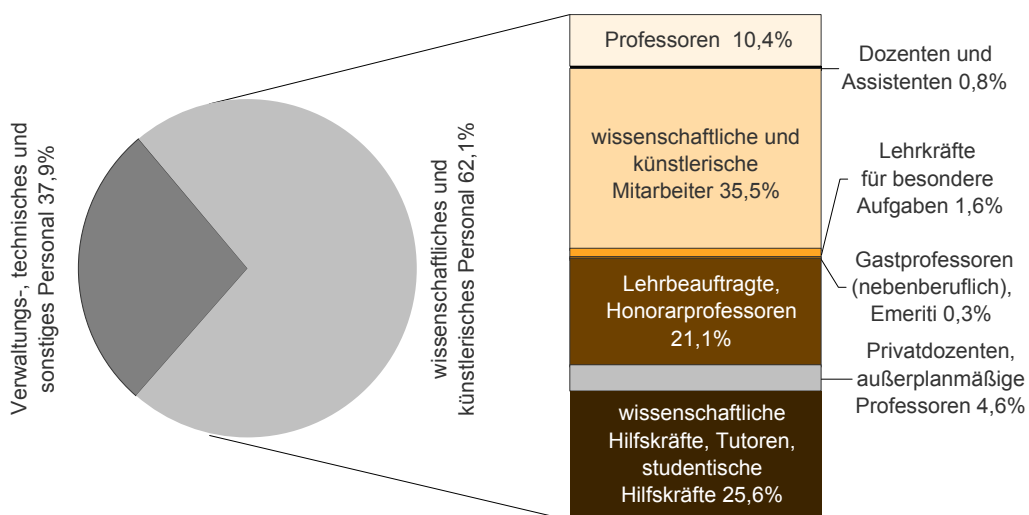 Verwaltungs-, technisches und
sonstiges Personal 37,9%
wissenschaftliches und
künstlerisches Personal 62,1%
Professoren 10,4%
Dozenten und
Assistenten 0,8%
wissenschaftliche und
künstlerische
Mitarbeiter 35,5%
Lehrkräfte
für besondere
Aufgaben 1,6%
Gastprofessoren
(nebenberuflich),
Emeriti 0,3%
Lehrbeauftragte,
Honorarprofessoren
21,1%
Privatdozenten,
außerplanmäßige
Professoren 4,6%
wissenschaftliche
Hilfskräfte, Tutoren,
studentische
Hilfskräfte 25,6%